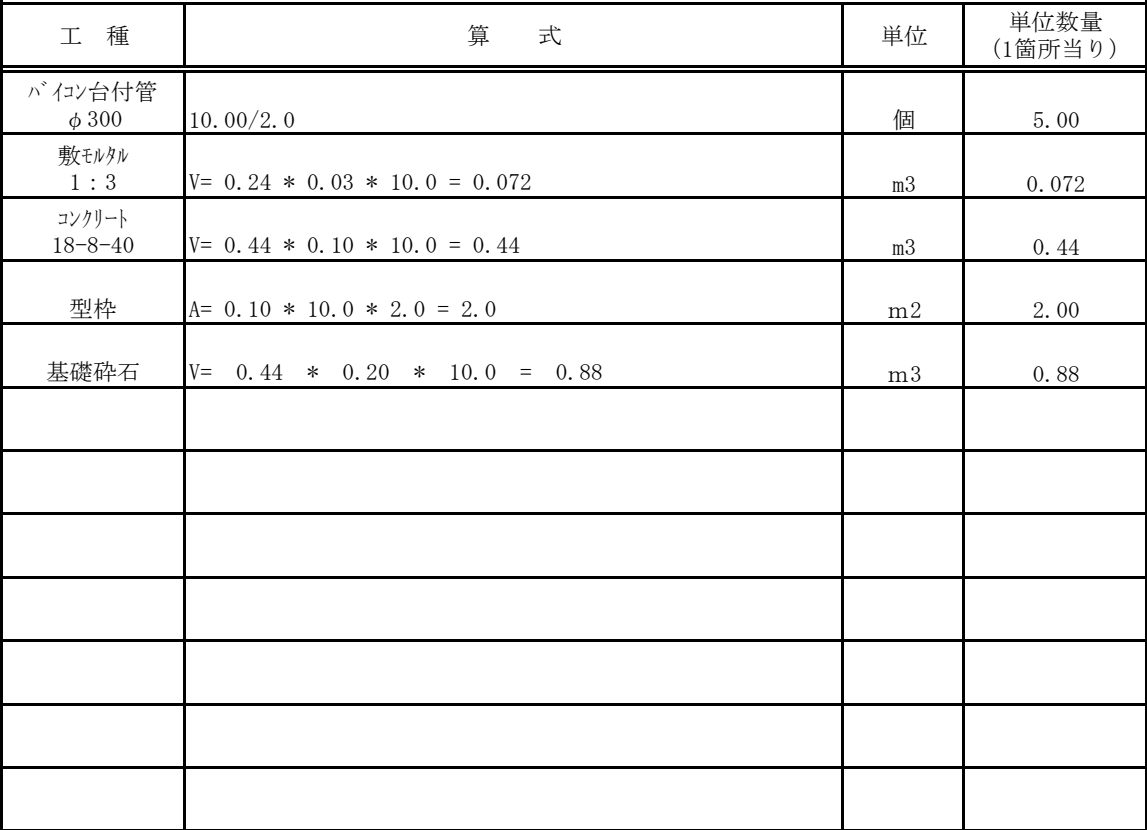 工　種　算　　式　単位　単位数量
(1箇所当り)
ﾊﾞｲｺﾝ台付管
φ300　10.00/2.0　個　5.00
敷ﾓﾙﾀﾙ
1：3　V= 0.24 * 0.03 * 10.0 = 0.072　m3　0.072
ｺﾝｸﾘｰﾄ
18-8-40　V= 0.44 * 0.10 * 10.0 = 0.44　m3　0.44
型枠　A= 0.10 * 10.0 * 2.0 = 2.0　ｍ2　2.00
基礎砕石　V=  0.44  *  0.20  *  10.0  =  0.88　ｍ3　0.88